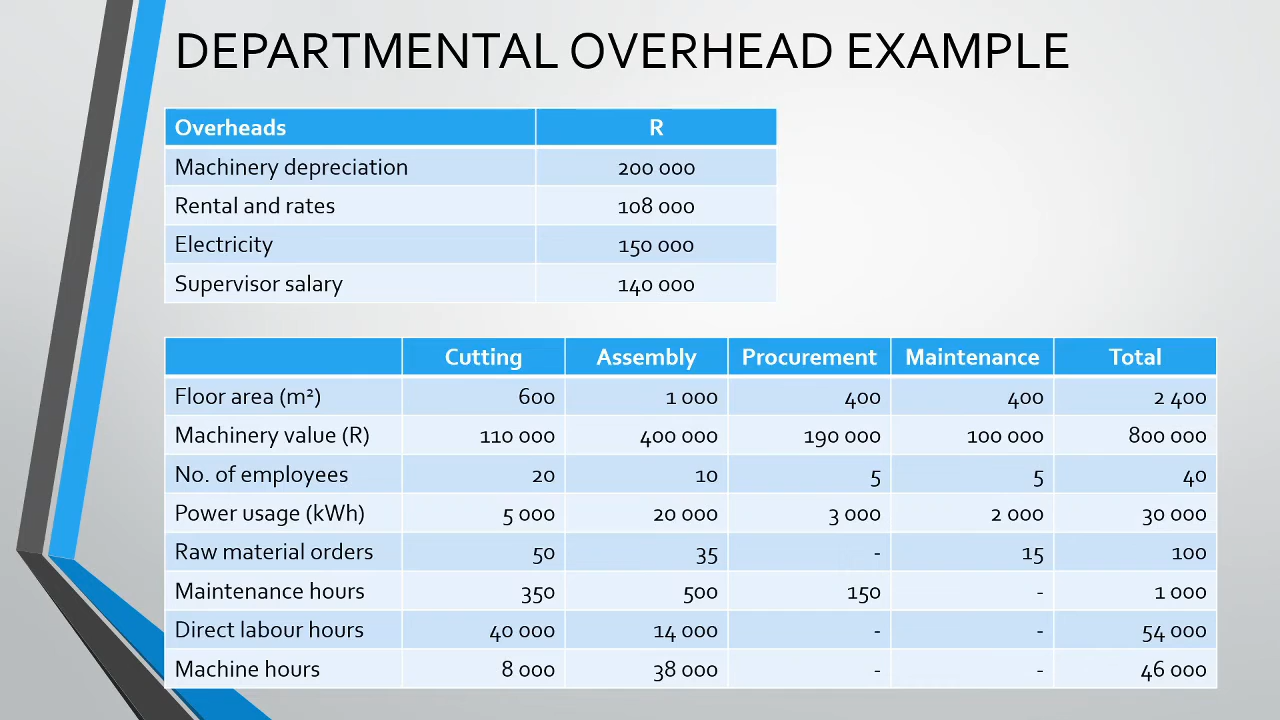 DEPARTMENTAL OVERHEAD EXAMPLE
Overheads R
Machinery depreciation 200 000
Rental and rates 108 000
Electricity 150 000
Supervisor salary 140 000
Cutting Assembly Procurement Maintenance Total
Floor area (m²) 600 1 000 400 400 2 400
Machinery value (R) 110 000 400 000 190 000 100 000 800 000
No. of employees 20 10 5 5 40
Power usage (kWh) 5 000 20 000 3 000 2 000 30 000
Raw material orders 50 35 - 15 100
Maintenance hours 350 500 150 - 1 000
Direct labour hours 40 000 14 000 - - 54 000
Machine hours 8 000 38 000 - - 46 000